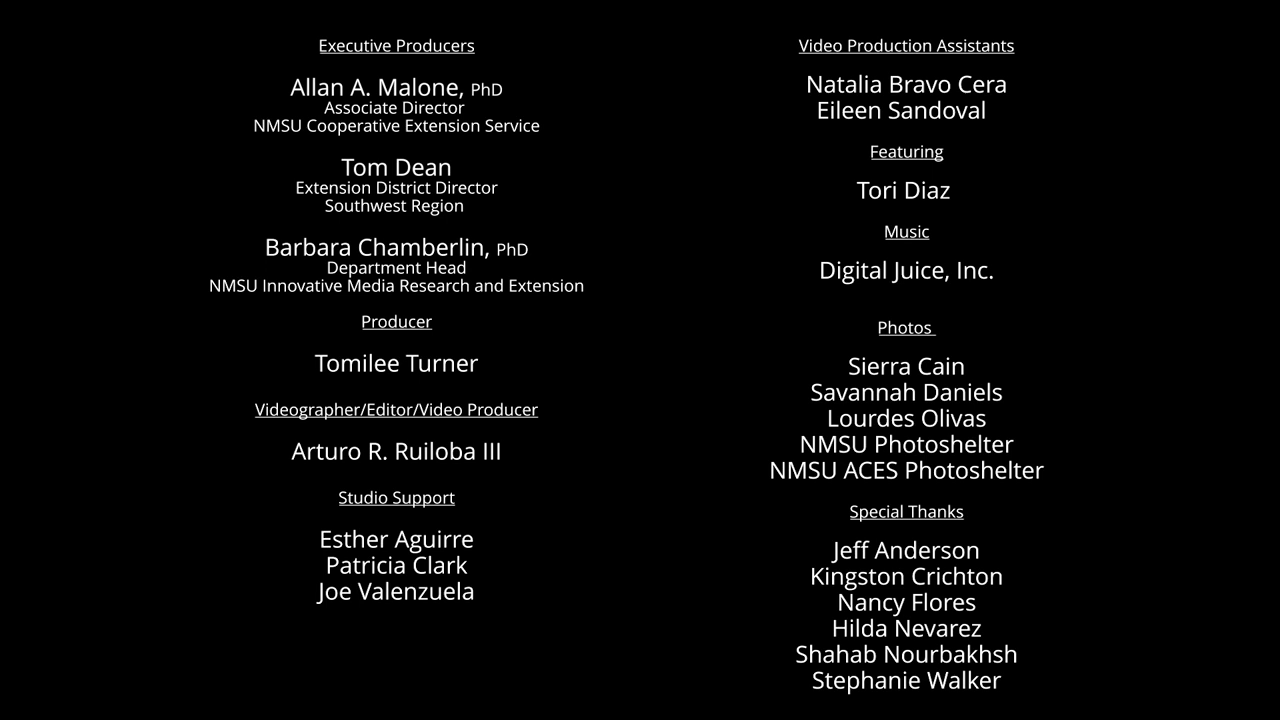 Executive Producers
Allan A. Malone, PhD
Associate Director
NMSU Cooperative Extension Service
Tom Dean
Extension District Director
Southwest Region
Barbara Chamberlin, PhD
Department Head
NMSU Innovative Media Research and Extension
Producer
Tomilee Turner
Videographer/Editor/Video Producer
Arturo R. Ruiloba III
Studio Support
Esther Aguirre
Patricia Clark
Joe Valenzuela
Video Production Assistants
Natalia Bravo Cera
Eileen Sandoval
Featuring
Tori Diaz
Music
Digital Juice, Inc.
Photos
Sierra Cain
Savannah Daniels
Lourdes Olivas
NMSU Photoshelter
NMSU ACES Photoshelter
Special Thanks
Jeff Anderson
Kingston Crichton
Nancy Flores
Hilda Nevarez
Shahab Nourbakhsh
Stephanie Walker